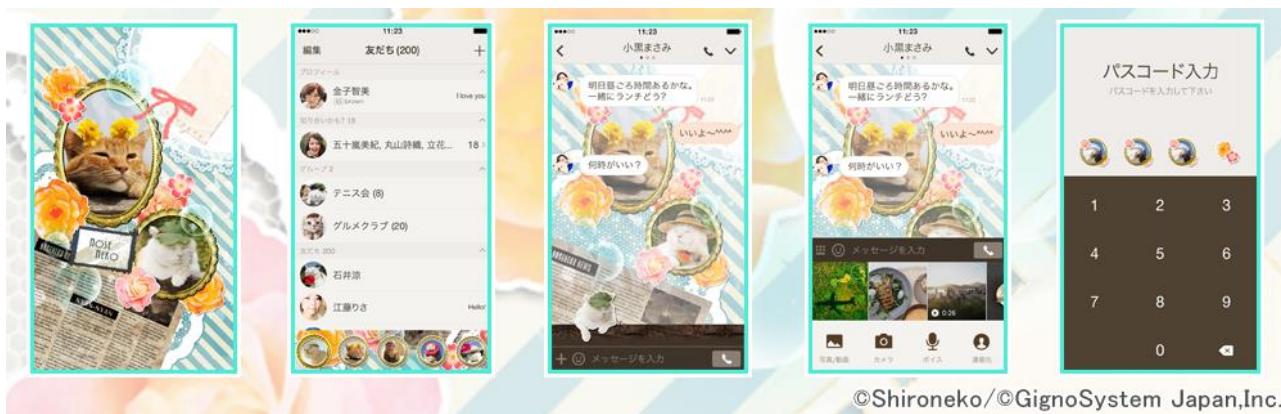 NOSE
NEKO
11:23
編集
友だち(200)
プロフィール
金子智美
brown
I love you
知り合いかも? 18
五十嵐美紀, 丸山詩織, 立花...
18
グループ 2
テニス会 (8)
グルメクラブ (20)
友だち 200
石井涼
江藤りさ
Hello!
11:23
小黒まさみ
明日昼ごろ時間あるかな。
一緒にランチどう?
11:23
いいよ~^^^^
何時がいい?
メッセージを入力
11:23
小黒まさみ
明日昼ごろ時間あるかな。
一緒にランチどう?
11:23
いいよ~^^^^
何時がいい?
メッセージを入力
0:26
写真/動画
カメラ
ボイス
連絡先
パスコード入力
パスコードを入力して下さい
1 2 3
4 5 6
7 8 9
0
©Shironeko/©GignoSystem Japan,Inc.